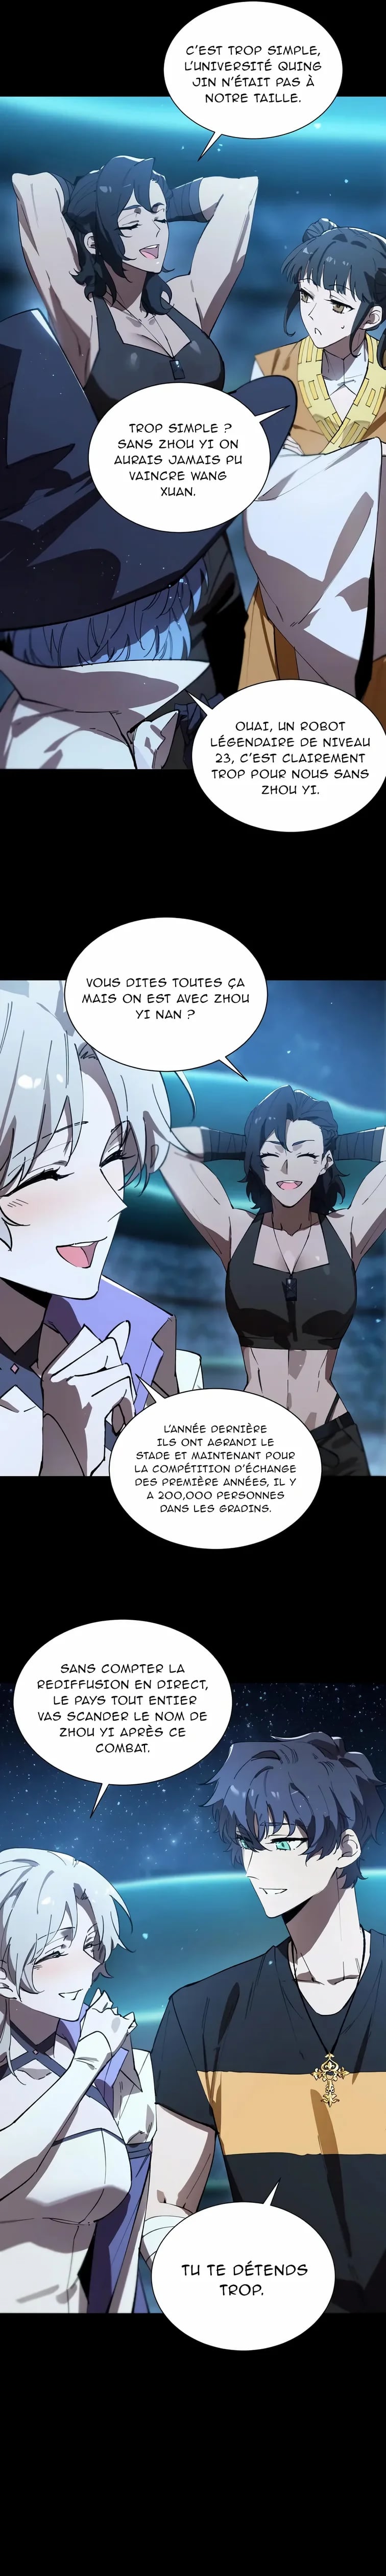 C'EST TROP SIMPLE,
L'UNIVERSITÉ QUING
JIN N'ÉTAIT PAS À
NOTRE TAILLE.
TROP SIMPLE ?
SANS ZHOU YI ON
AURAIS JAMAIS PU
VAINCRE WANG
XUAN.
OUAI, UN ROBOT
LÉGENDAIRE DE NIVEAU
23, C'EST CLAIREMENT
TROP POUR NOUS SANS
ZHOU YI.
VOUS DITES TOUTES ÇA
MAIS ON EST AVEC ZHOU
YI NAN ?
L'ANNÉE DERNIÈRE
ILS ONT AGRANDI LE
STADE ET MAINTENANT POUR
LA COMPÉTITION D'ÉCHANGE
DES PREMIÈRE ANNÉES, IL Y
A 200,000 PERSONNES
DANS LES GRADINS.
SANS COMPTER LA
REDIFFUSION EN DIRECT,
LE PAYS TOUT ENTIER
VAS SCANDER LE NOM DE
ZHOU YI APRÈS CE
COMBAT.
TU TE DÉTENDS
TROP.